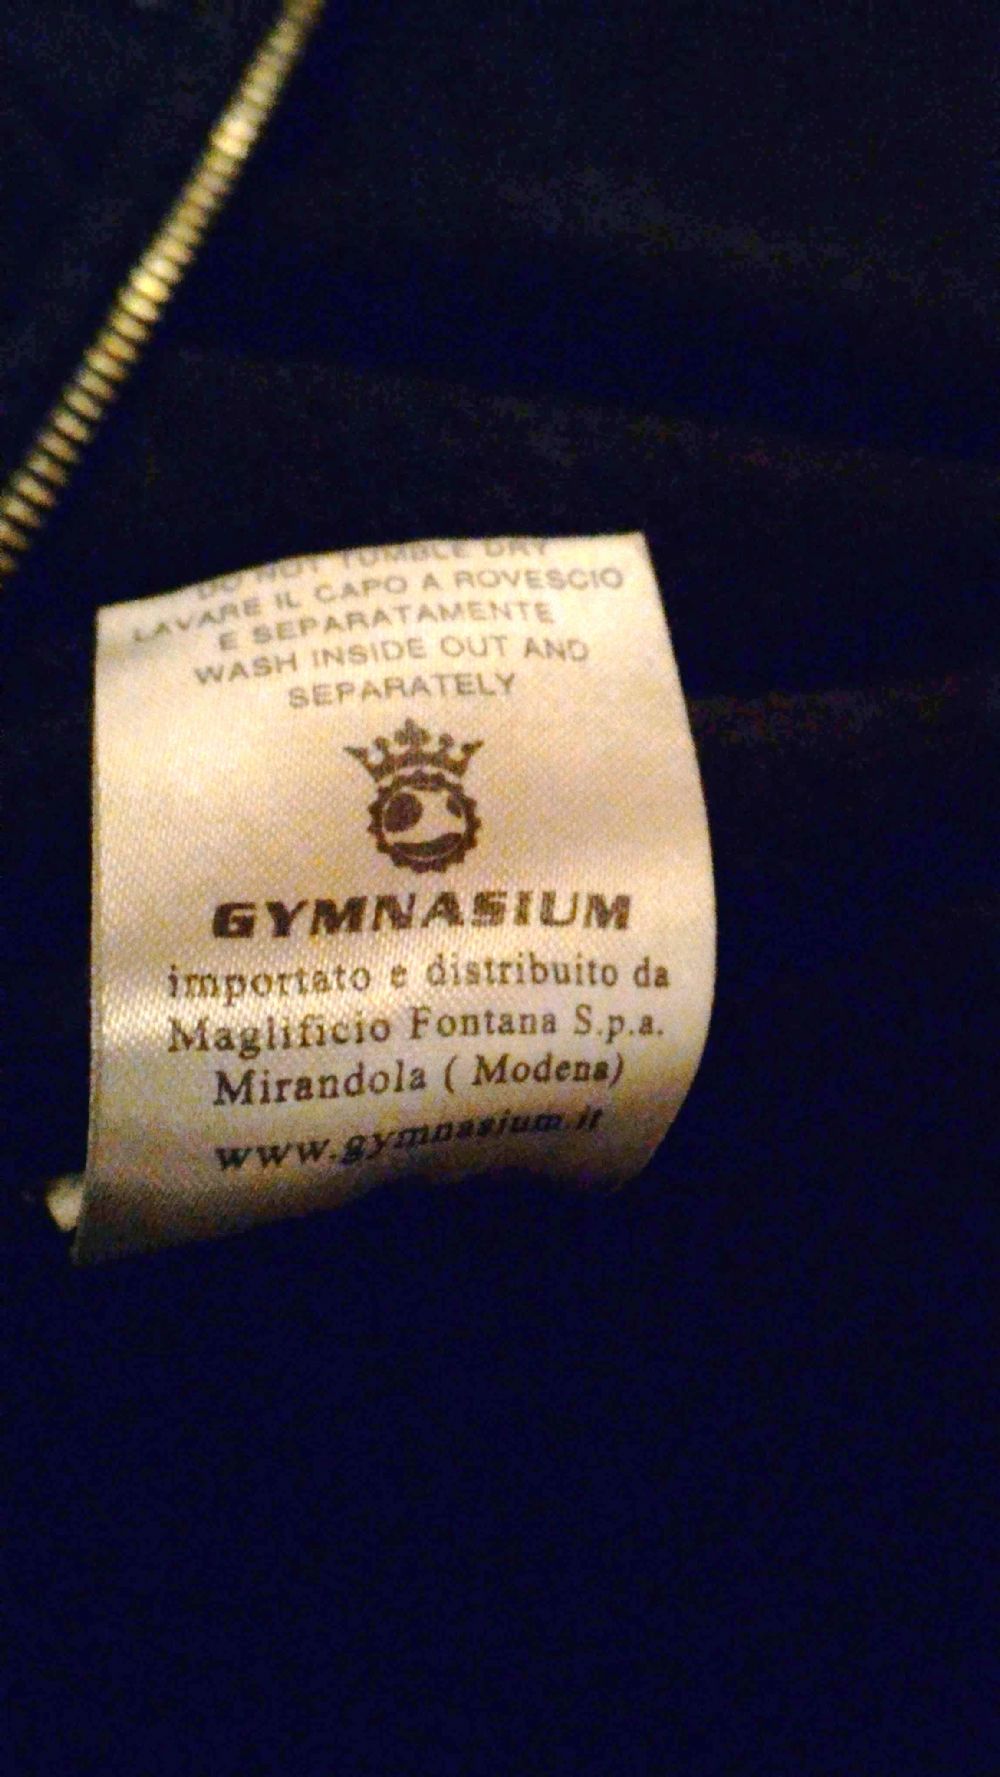 DO NOT TUMBLE DRY
LAVARE IL CAPO A ROVESCIO
E SEPARATAMENTE
WASH INSIDE OUT AND
SEPARATELY
GYMNASIUM
importato e distribuito da
Maglificio Fontana S.p.a.
Mirandola ( Modena)
www.gymnasium.it